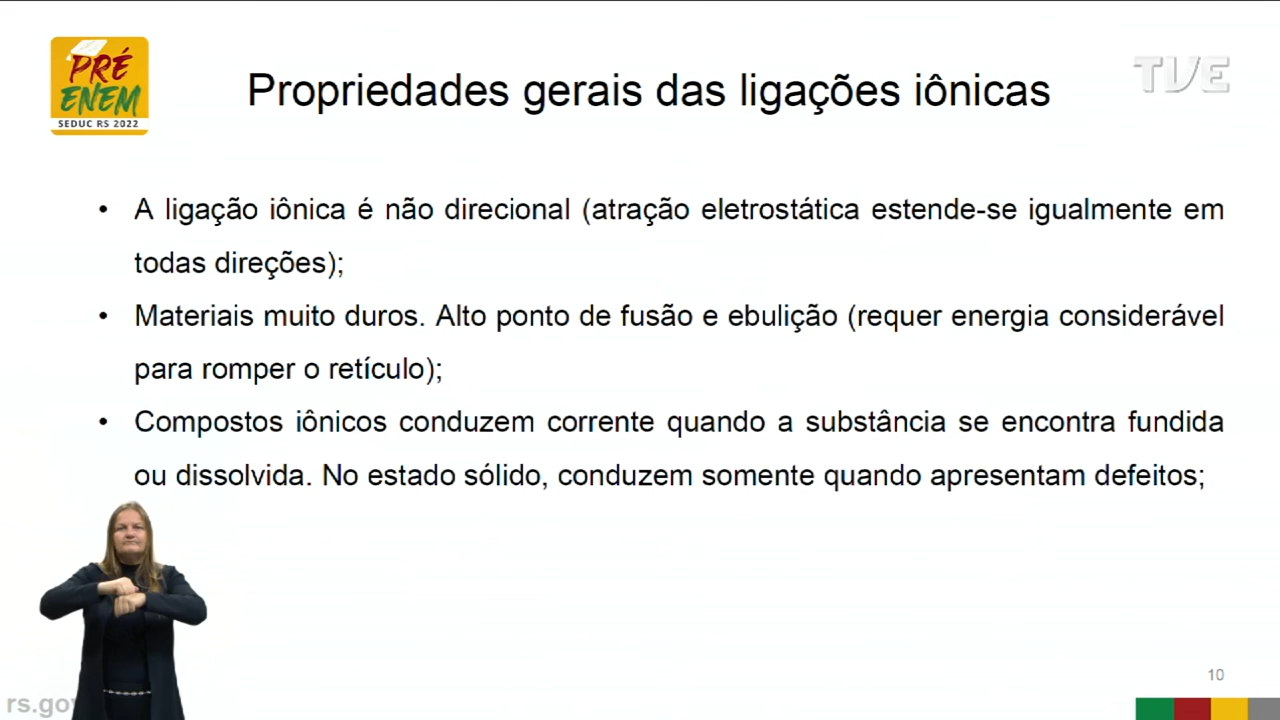 PRÉ
ENEM
SEDUC RS 2022
Propriedades gerais das ligações iônicas
TVE
• A ligação iônica é não direcional (atração eletrostática estende-se igualmente em
todas direções);
• Materiais muito duros. Alto ponto de fusão e ebulição (requer energia considerável
para romper o retículo);
• Compostos iônicos conduzem corrente quando a substância se encontra fundida
ou dissolvida. No estado sólido, conduzem somente quando apresentam defeitos;
10
rs.gov